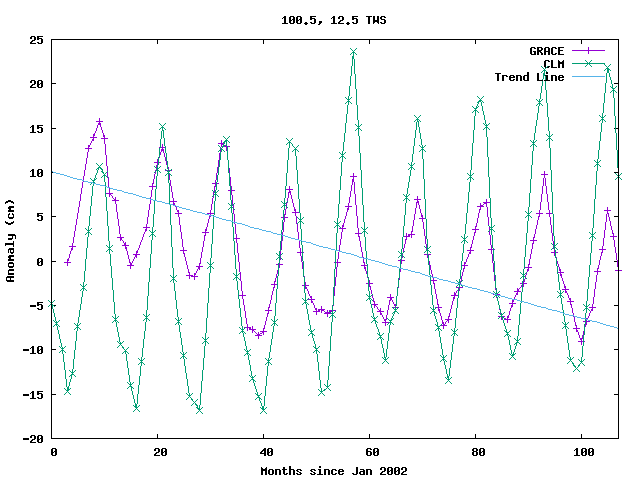 100.5, 12.5 TWS
GRACE
CLM
Trend Line
25
20
15
10
5
0
-5
-10
-15
-20
Anomaly (cm)
0 20 40 60 80 100
Months since Jan 2002